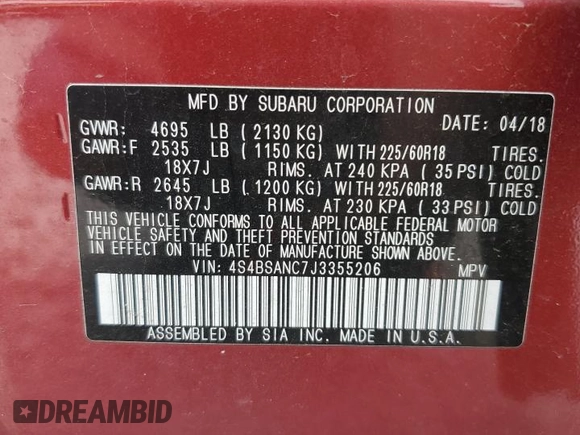 MFD BY SUBARU CORPORATION
GVWR: 4695 LB (2130 KG) DATE: 04/18
GAWR:F 2535 LB (1150 KG) WITH 225/60R18 TIRES.
18X7J RIMS. AT 240 KPA (35 PSI) COLD
GAWR:R 2645 LB (1200 KG) WITH 225/60R18 TIRES.
18X7J RIMS. AT 230 KPA (33 PSI) COLD
THIS VEHICLE CONFORMS TO ALL APPLICABLE FEDERAL MOTOR
VEHICLE SAFETY AND THEFT PREVENTION STANDARDS
IN EFFECT ON THE DATE OF MANUFACTURE SHOWN ABOVE.
VIN: 4S4BSANC7J3355206 MPV
ASSEMBLED BY SIA INC. MADE IN U.S.A.
DREAMBID